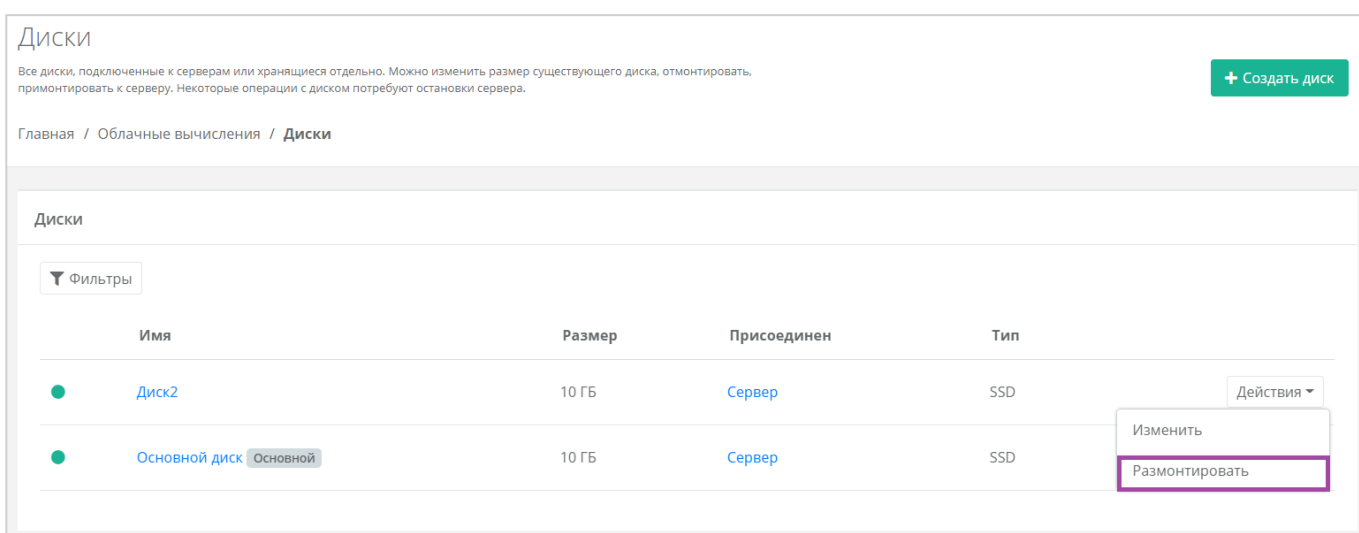 Диски
Все диски, подключенные к серверам или хранящиеся отдельно. Можно изменить размер существующего диска, отмонтировать,
примонтировать к серверу. Некоторые операции с диском потребуют остановки сервера.
+ Создать диск
Главная / Облачные вычисления / Диски
Диски
Фильтры
Имя Размер Присоединен Тип
Диск2 10 ГБ Сервер SSD Действия
Изменить
Основной диск Основной 10 ГБ Сервер SSD
Размонтировать